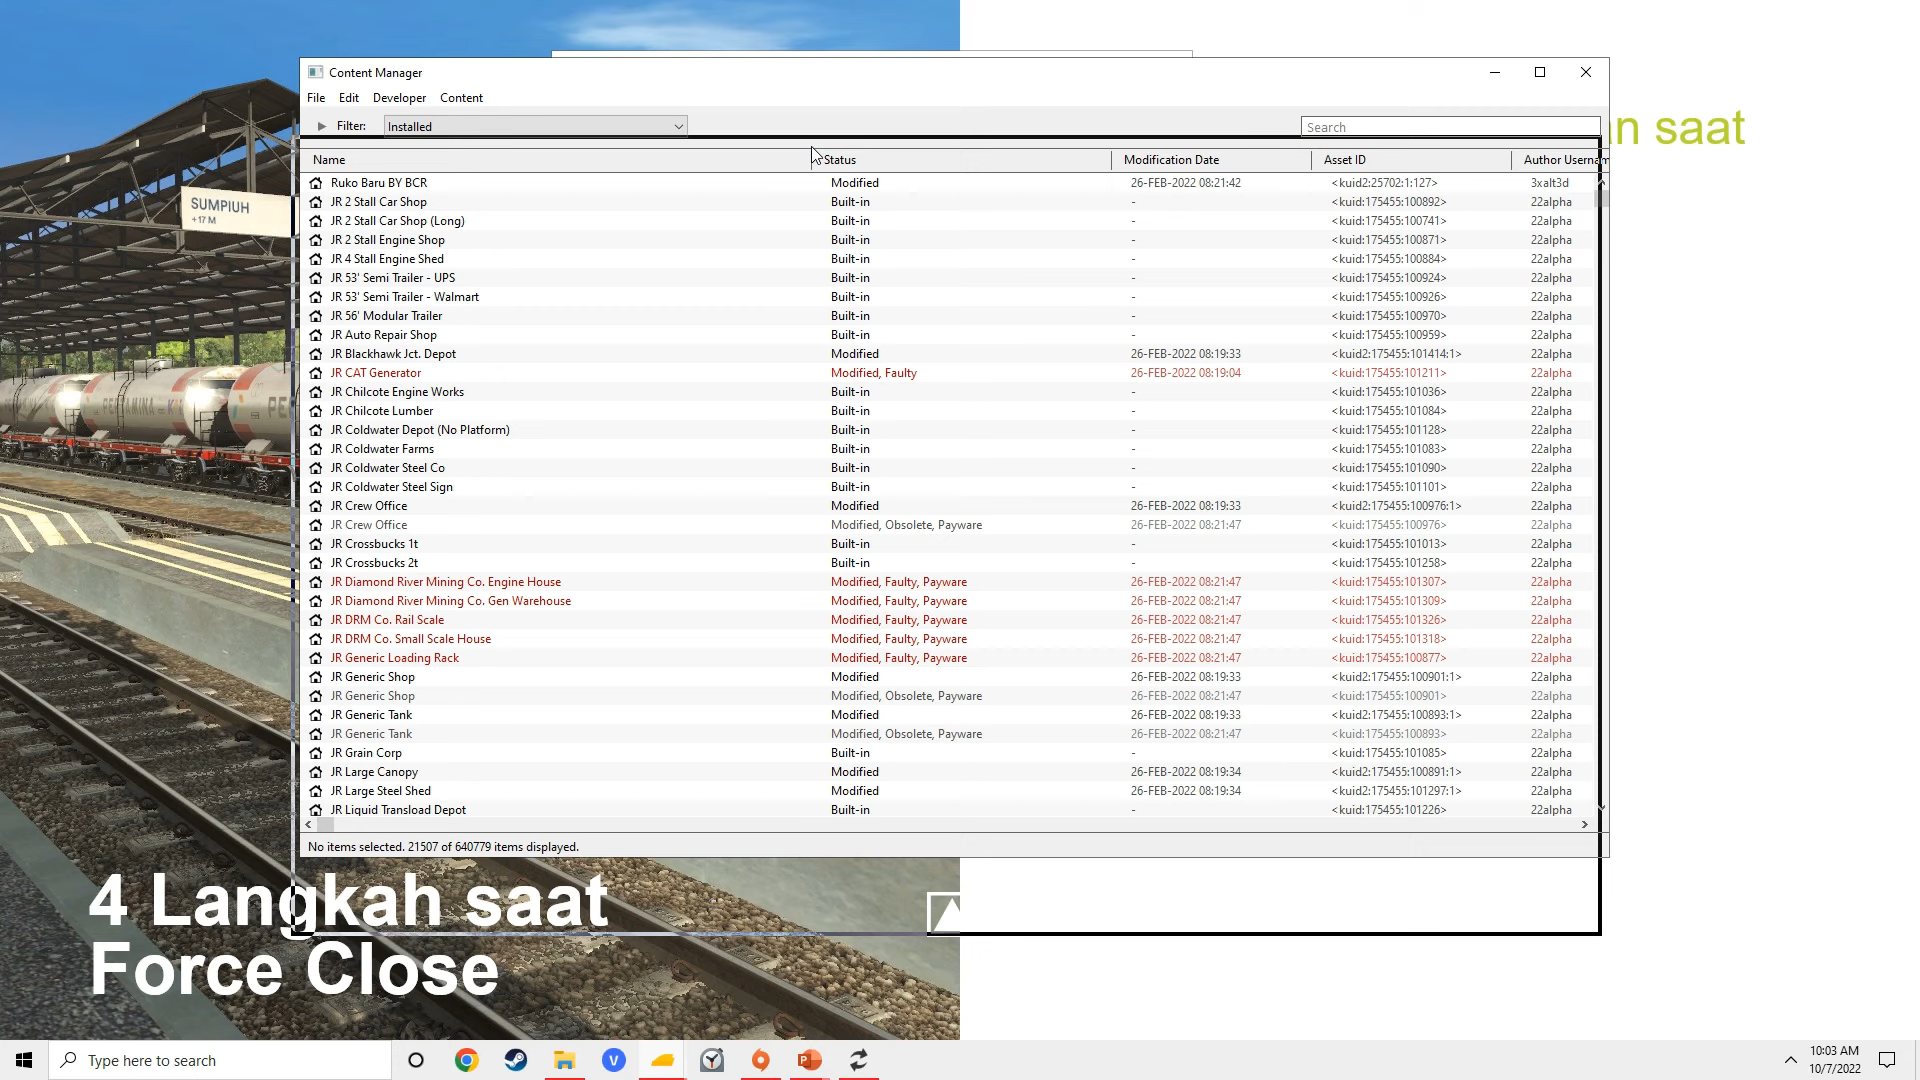 Content Manager
File Edit Developer Content
Filter: Installed Search
n saat
Name Status Modification Date Asset ID Author Usernam
Ruko Baru BY BCR Modified 26-FEB-2022 08:21:42 <kuid2:25702:1:127> 3xalt3d
JR 2 Stall Car Shop Built-in - <kuid:175455:100892> 22alpha
JR 2 Stall Car Shop (Long) Built-in - <kuid:175455:100741> 22alpha
JR 2 Stall Engine Shop Built-in - <kuid:175455:100871> 22alpha
JR 4 Stall Engine Shed Built-in - <kuid:175455:100884> 22alpha
JR 53' Semi Trailer - UPS Built-in - <kuid:175455:100924> 22alpha
JR 53' Semi Trailer - Walmart Built-in - <kuid:175455:100926> 22alpha
JR 56' Modular Trailer Built-in - <kuid:175455:100970> 22alpha
JR Auto Repair Shop Built-in - <kuid:175455:100959> 22alpha
JR Blackhawk Jct. Depot Modified 26-FEB-2022 08:19:33 <kuid2:175455:101414:1> 22alpha
JR CAT Generator Modified, Faulty 26-FEB-2022 08:19:04 <kuid:175455:101211> 22alpha
JR Chilcote Engine Works Built-in - <kuid:175455:101036> 22alpha
JR Chilcote Lumber Built-in - <kuid:175455:101084> 22alpha
JR Coldwater Depot (No Platform) Built-in - <kuid:175455:101128> 22alpha
JR Coldwater Farms Built-in - <kuid:175455:101083> 22alpha
JR Coldwater Steel Co Built-in - <kuid:175455:101090> 22alpha
JR Coldwater Steel Sign Built-in - <kuid:175455:101101> 22alpha
JR Crew Office Modified 26-FEB-2022 08:19:33 <kuid2:175455:100976:1> 22alpha
JR Crew Office Modified, Obsolete, Payware 26-FEB-2022 08:21:47 <kuid:175455:100976> 22alpha
JR Crossbucks 1t Built-in - <kuid:175455:101013> 22alpha
JR Crossbucks 2t Built-in - <kuid:175455:101258> 22alpha
JR Diamond River Mining Co. Engine House Modified, Faulty, Payware 26-FEB-2022 08:21:47 <kuid:175455:101307> 22alpha
JR Diamond River Mining Co. Gen Warehouse Modified, Faulty, Payware 26-FEB-2022 08:21:47 <kuid:175455:101309> 22alpha
JR DRM Co. Rail Scale Modified, Faulty, Payware 26-FEB-2022 08:21:47 <kuid:175455:101326> 22alpha
JR DRM Co. Small Scale House Modified, Faulty, Payware 26-FEB-2022 08:21:47 <kuid:175455:101318> 22alpha
JR Generic Loading Rack Modified, Faulty, Payware 26-FEB-2022 08:21:47 <kuid:175455:100877> 22alpha
JR Generic Shop Modified 26-FEB-2022 08:19:33 <kuid2:175455:100901:1> 22alpha
JR Generic Shop Modified, Obsolete, Payware 26-FEB-2022 08:21:47 <kuid:175455:100901> 22alpha
JR Generic Tank Modified 26-FEB-2022 08:19:33 <kuid2:175455:100893:1> 22alpha
JR Generic Tank Modified, Obsolete, Payware 26-FEB-2022 08:21:47 <kuid:175455:100893> 22alpha
JR Grain Corp Built-in - <kuid:175455:101085> 22alpha
JR Large Canopy Modified 26-FEB-2022 08:19:34 <kuid2:175455:100891:1> 22alpha
JR Large Steel Shed Modified 26-FEB-2022 08:19:34 <kuid2:175455:101297:1> 22alpha
JR Liquid Transload Depot Built-in - <kuid:175455:101226> 22alpha
No items selected. 21507 of 640779 items displayed.
SUMPIUH
+17 M
PERTAMINA
PE
4 Langkah saat
Force Close
Type here to search
10:03 AM
10/7/2022